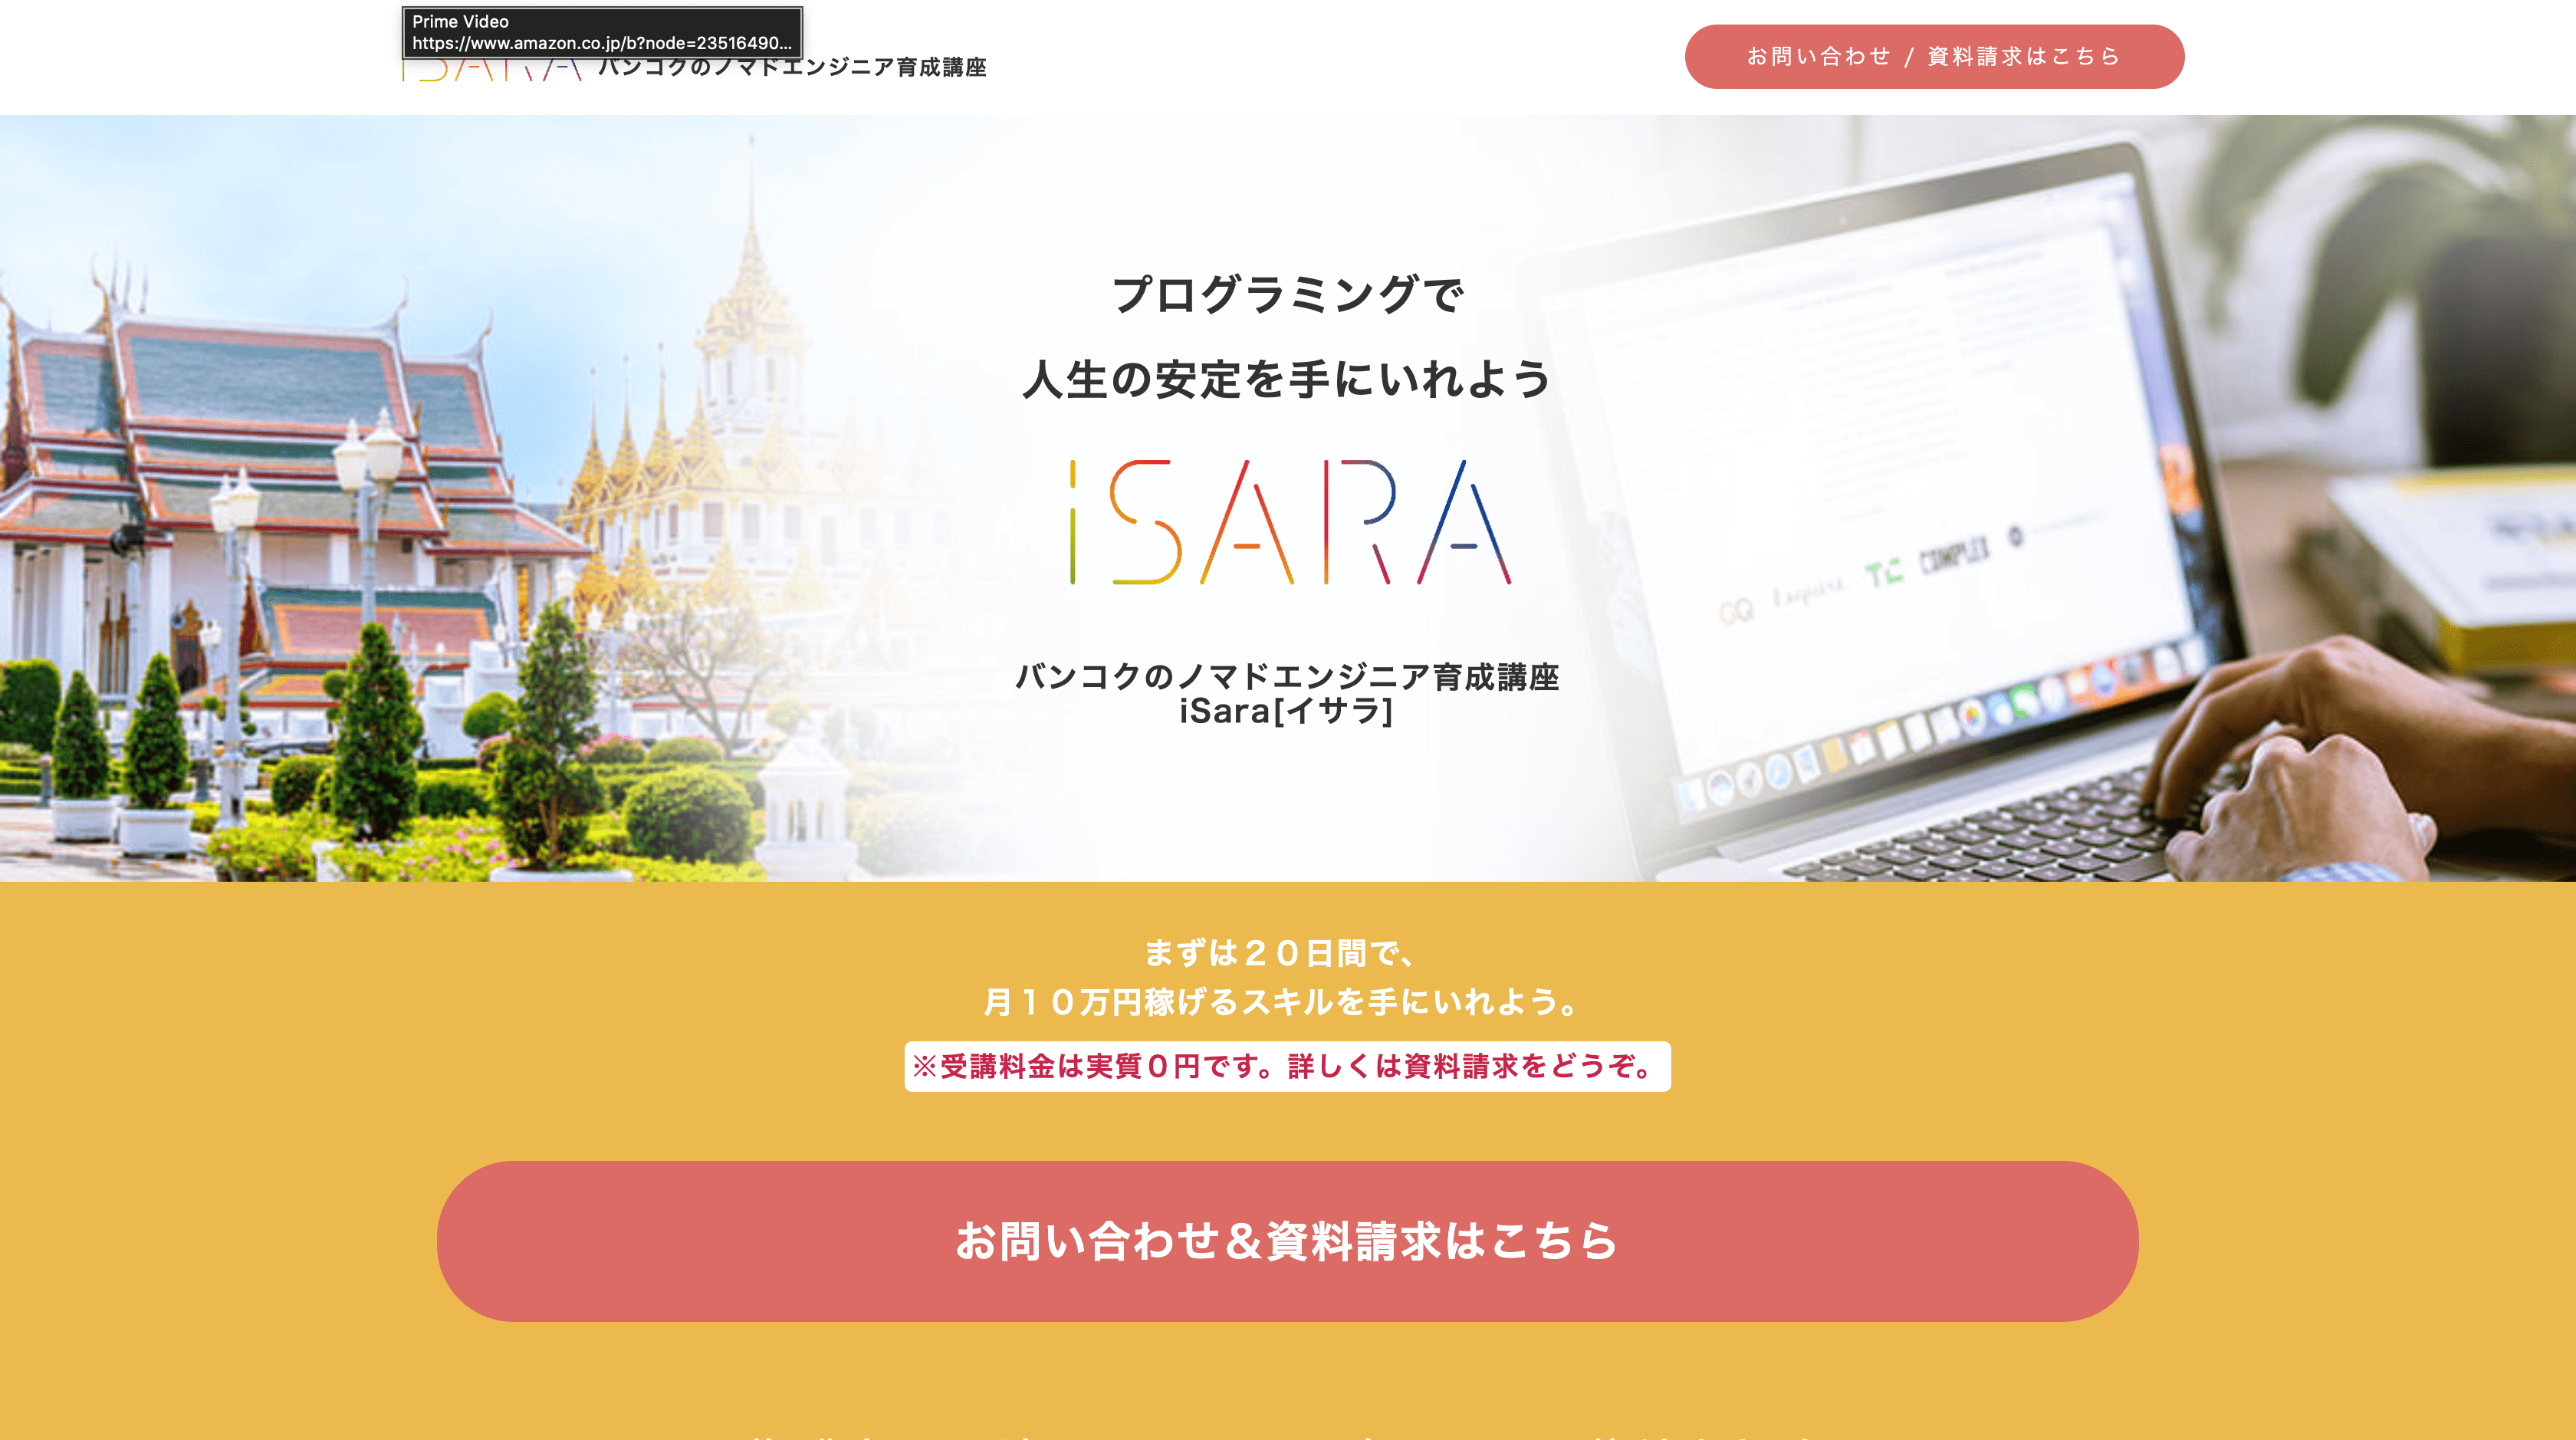 Prime Video
https://www.amazon.co.jp/b?node=23516490...
バンコクのノマドエンジニア育成講座
お問い合わせ / 資料請求はこちら
プログラミングで
人生の安定を手にいれよう
iSARA
バンコクのノマドエンジニア育成講座
iSara[イサラ]
GQ Esquire TC COMPLEX
まずは２０日間で、
月１０万円稼げるスキルを手にいれよう。
※受講料金は実質０円です。詳しくは資料請求をどうぞ。
お問い合わせ＆資料請求はこちら